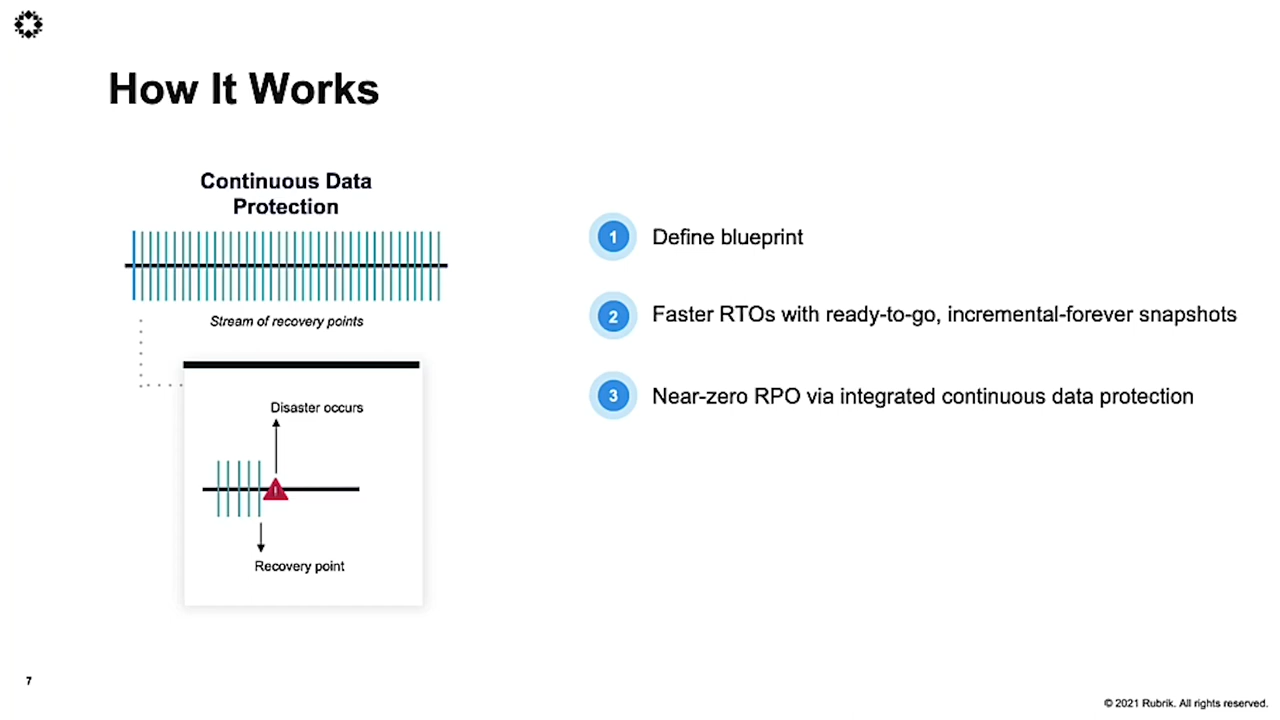 How It Works
Continuous Data
Protection
Stream of recovery points
Disaster occurs
Recovery point
1 Define blueprint
2 Faster RTOs with ready-to-go, incremental-forever snapshots
3 Near-zero RPO via integrated continuous data protection
7
© 2021 Rubrik. All rights reserved.